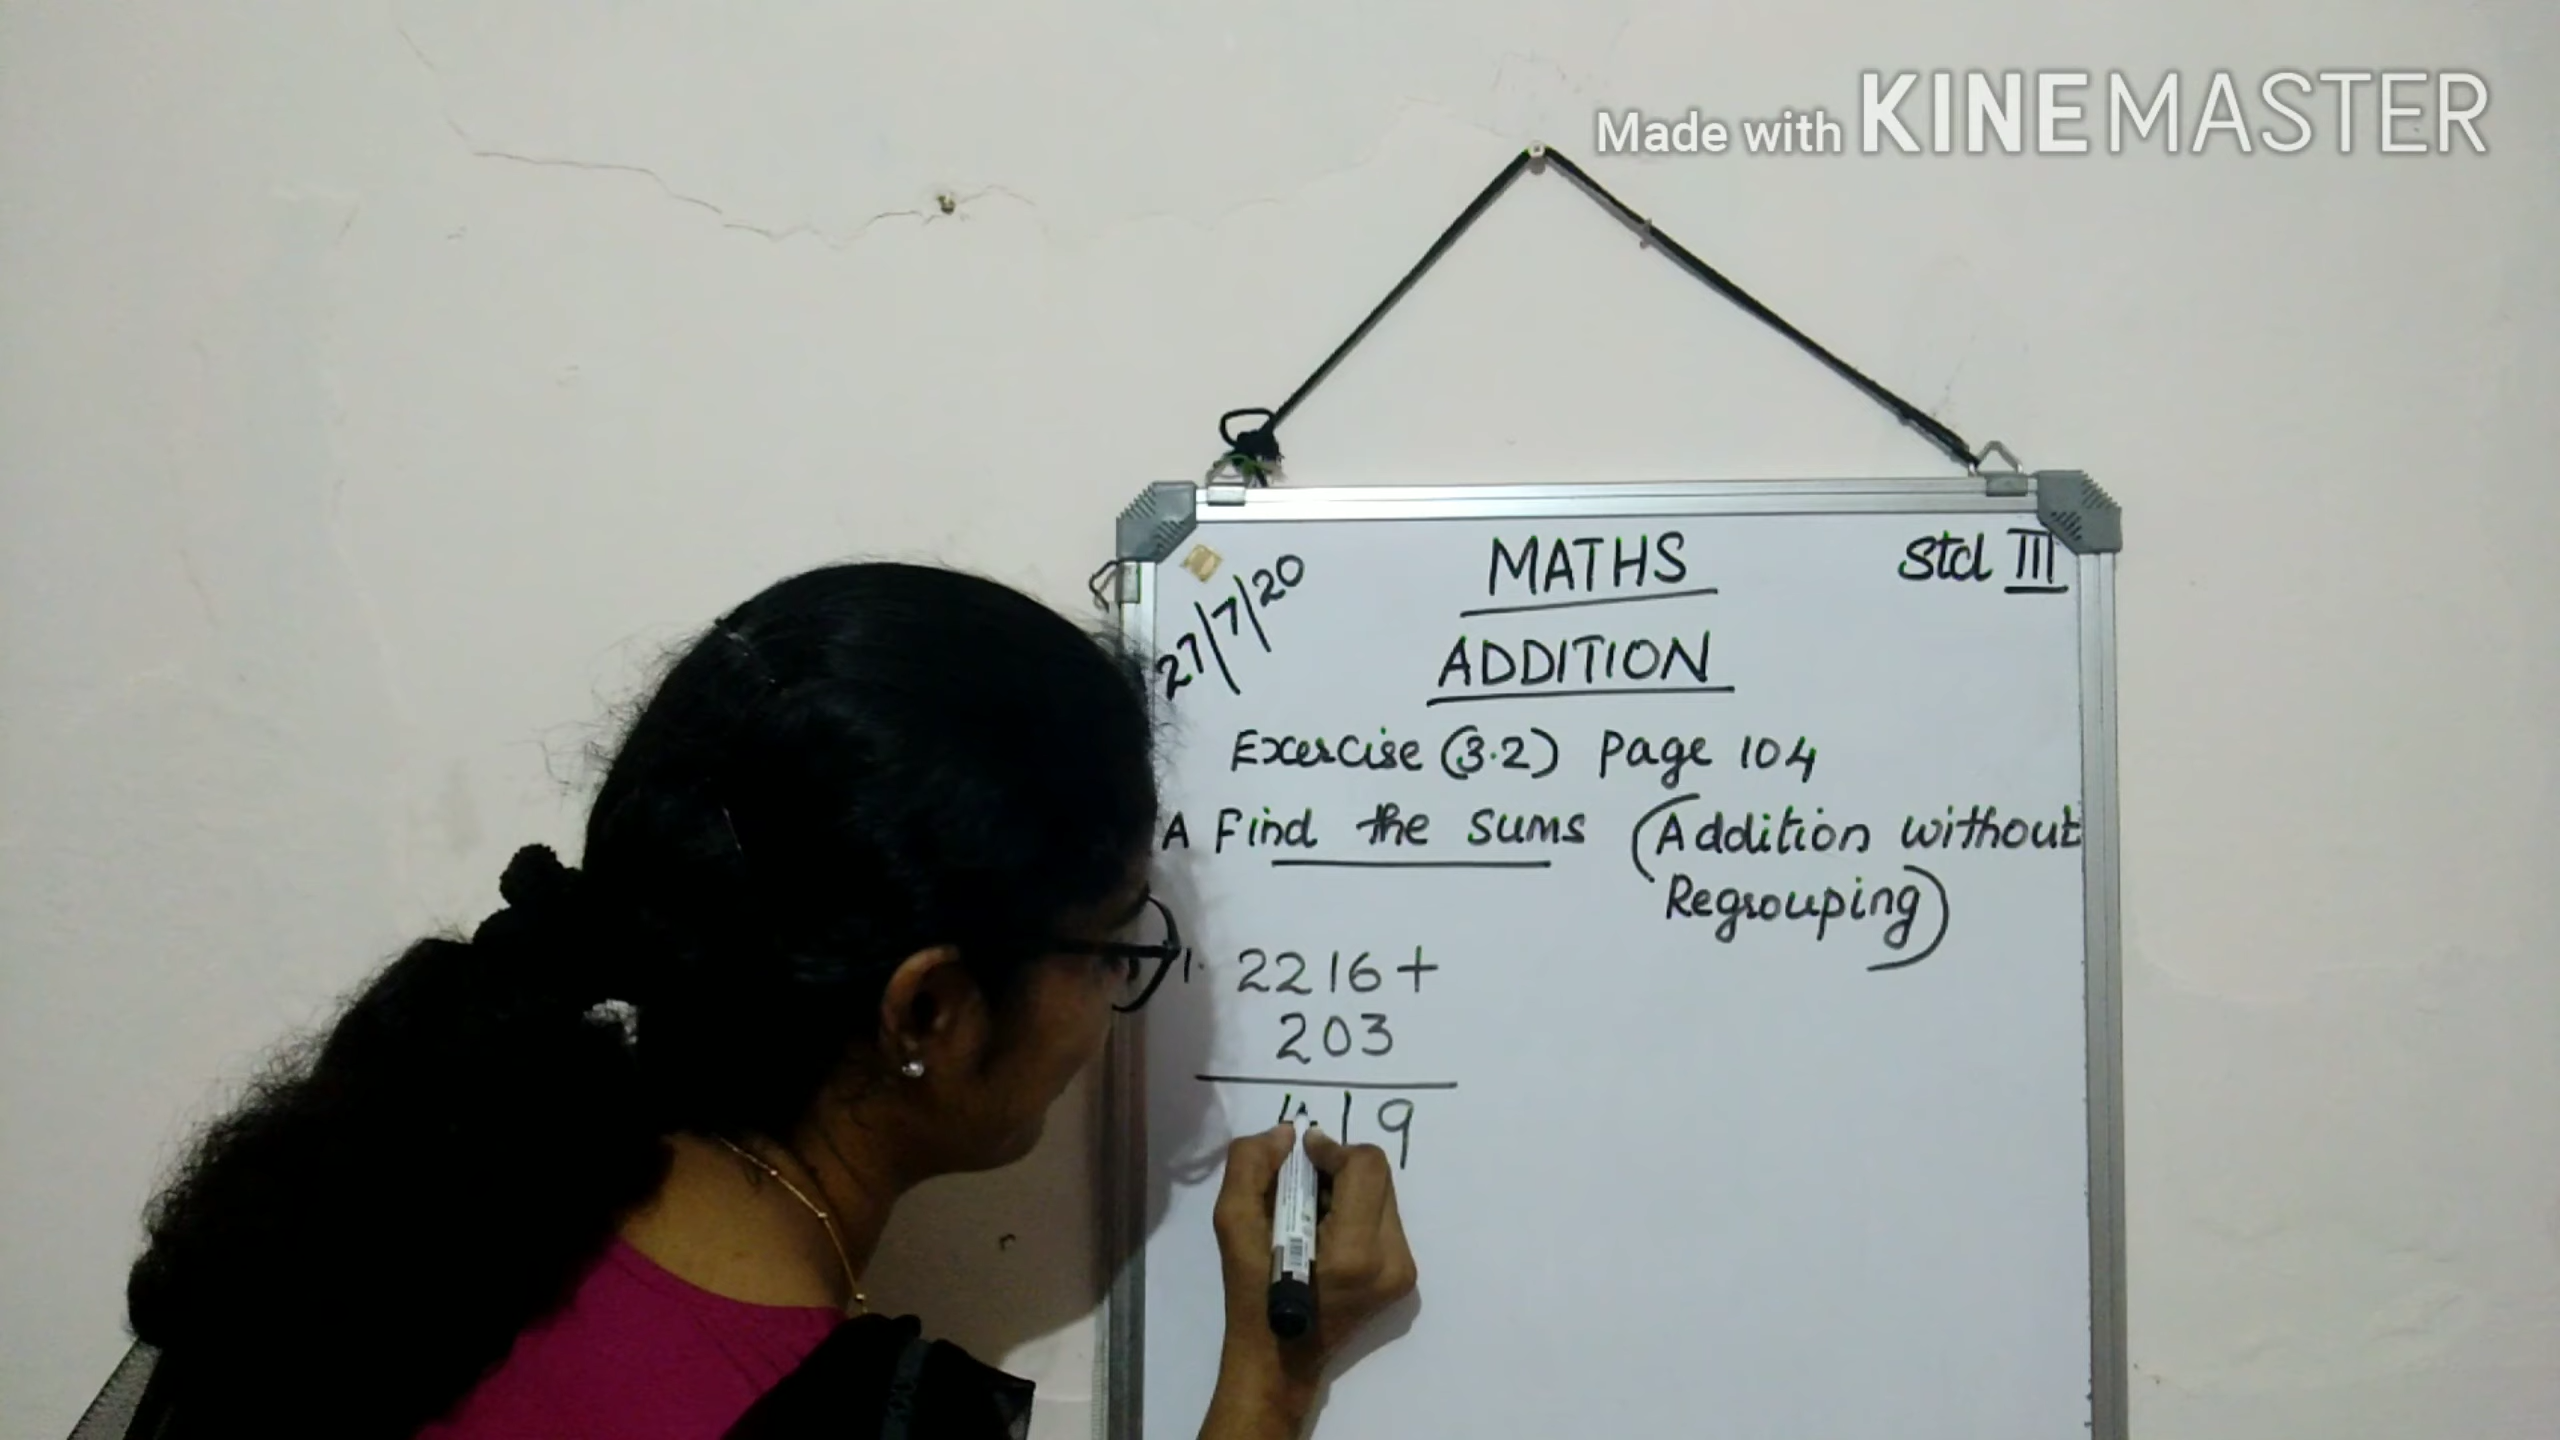 Made with KINEMASTER
27/7/20
MATHS
Std III
ADDITION
Exercise (3.2) Page 104
A Find the sums (Addition without
Regrouping)
1. 2216+
203
419